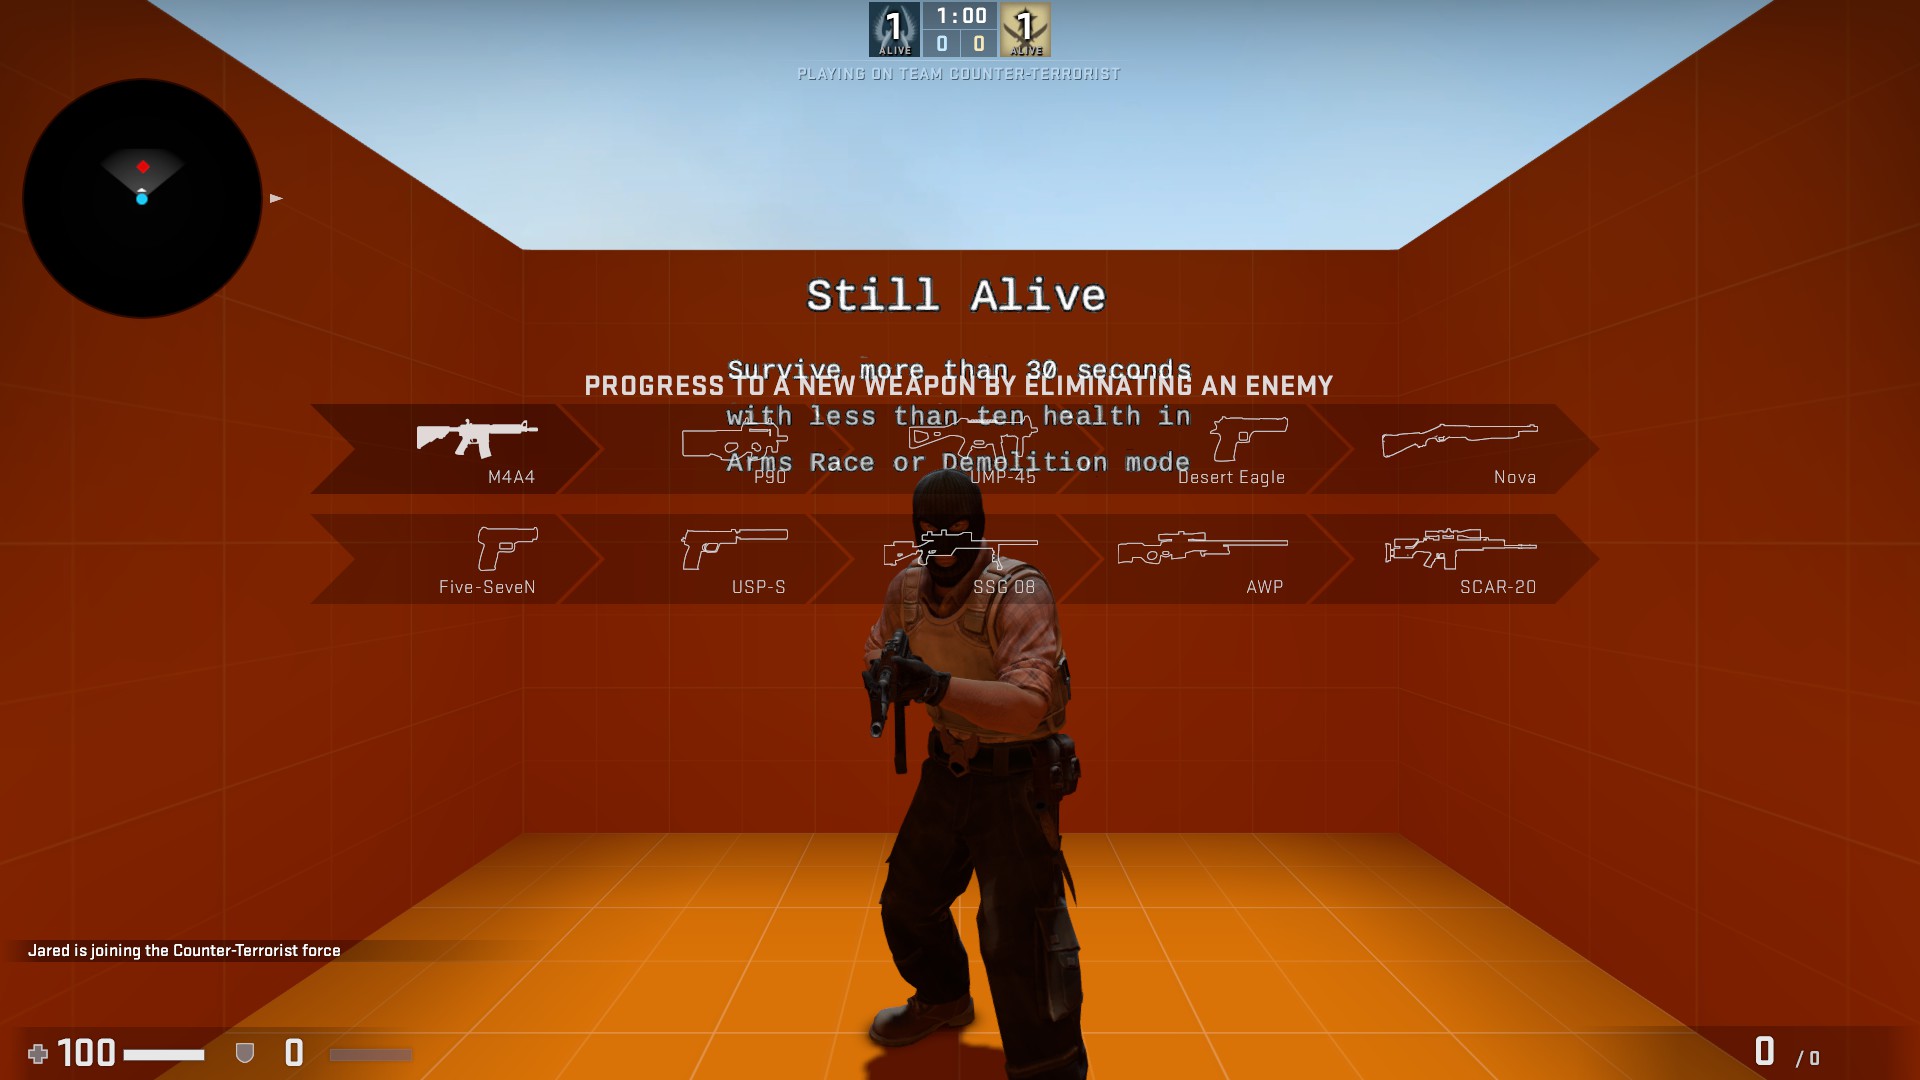 1 1:00 1
ALIVE 0 0 ALIVE
PLAYING ON TEAM COUNTER-TERRORIST
Still Alive
Survive more than 30 seconds
PROGRESS TO A NEW WEAPON BY ELIMINATING AN ENEMY
with less than ten health in
Arms Race or Demolition mode
M4A4 P90 UMP-45 Desert Eagle Nova
Five-SeveN USP-S SSG 08 AWP SCAR-20
Jared is joining the Counter-Terrorist force
100 0 0 / 0